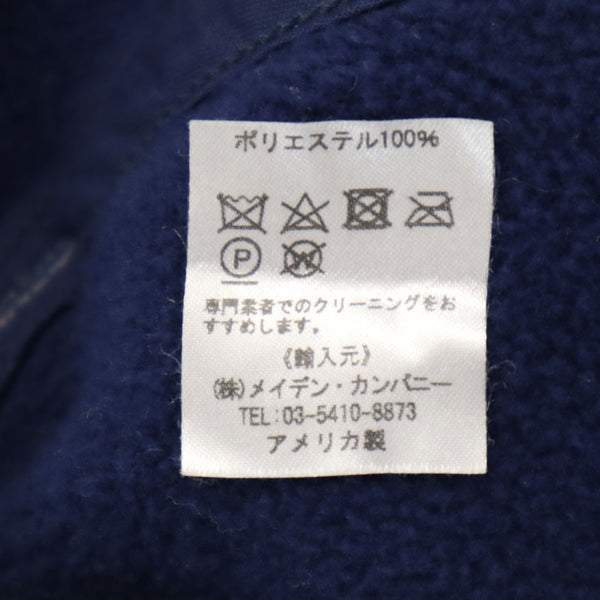 ポリエステル100%
P W
専門業者でのクリーニングをお
すすめします。
《輸入元》
(株)メイデン・カンパニー
TEL:03-5410-8873
アメリカ製